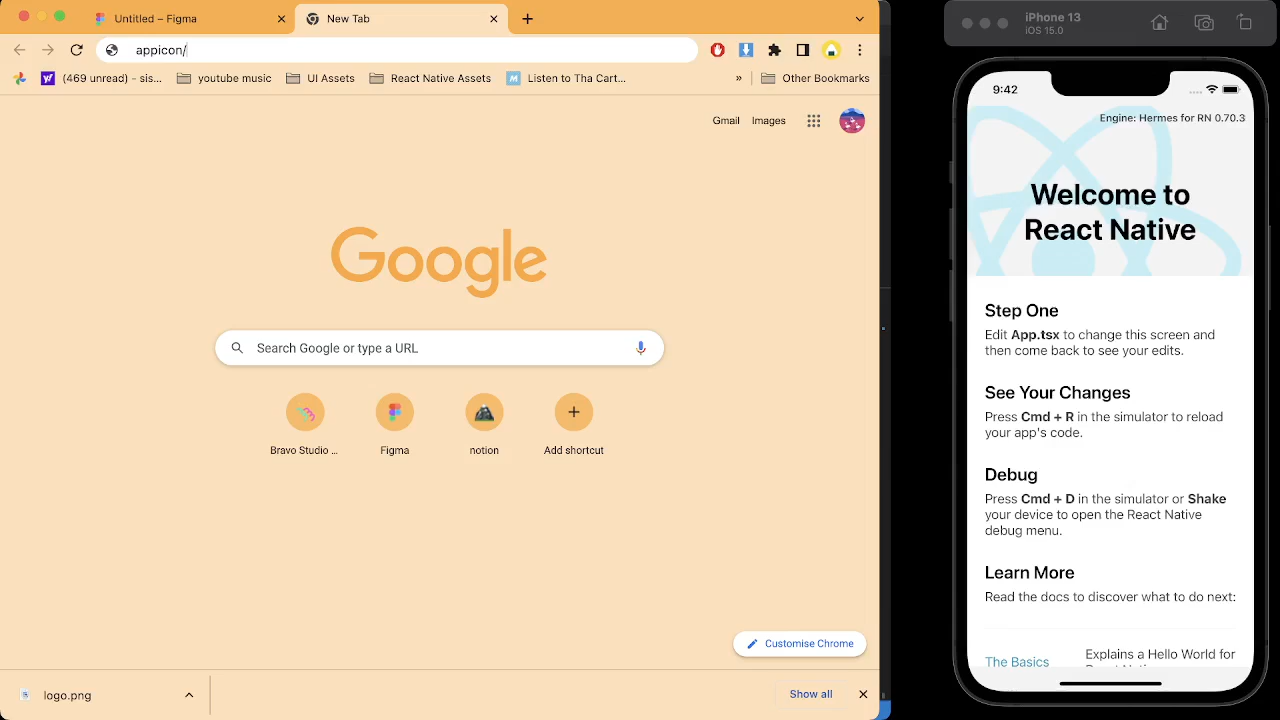 Untitled – Figma
New Tab
appicon/
(469 unread) - sis...
youtube music
UI Assets
React Native Assets
Listen to Tha Cart...
»
Other Bookmarks
Gmail
Images
Google
Search Google or type a URL
Bravo Studio ...
Figma
notion
Add shortcut
Customise Chrome
logo.png
Show all
iPhone 13
iOS 15.0
9:42
Engine: Hermes for RN 0.70.3
Welcome to
React Native
Step One
Edit App.tsx to change this screen and
then come back to see your edits.
See Your Changes
Press Cmd + R in the simulator to reload
your app's code.
Debug
Press Cmd + D in the simulator or Shake
your device to open the React Native
debug menu.
Learn More
Read the docs to discover what to do next:
The Basics
Explains a Hello World for